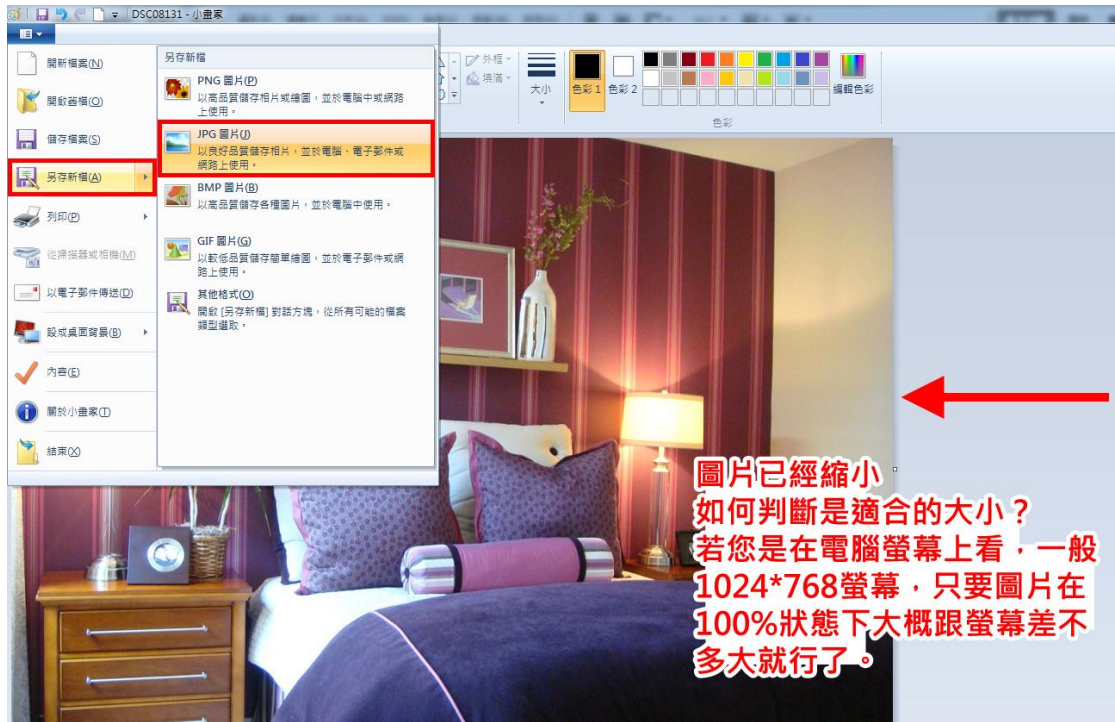 DSC08131 - 小畫家
開新檔案(N)
開啟舊檔(O)
儲存檔案(S)
另存新檔(A)
列印(P)
從掃描器或相機(M)
以電子郵件傳送(D)
設成桌面背景(B)
內容(E)
關於小畫家(T)
結束(X)
另存新檔
PNG 圖片(P)
以高品質儲存相片或繪圖，並於電腦中或網路
上使用。
JPG 圖片(J)
以良好品質儲存相片，並於電腦、電子郵件或
網路上使用。
BMP 圖片(B)
以高品質儲存各種圖片，並於電腦中使用。
GIF 圖片(G)
以較低品質儲存簡單繪圖，並於電子郵件或網
路上使用。
其他格式(O)
開啟 [另存新檔] 對話方塊，從所有可能的檔案
類型選取。
外框
填滿
大小
色彩 1
色彩 2
編輯色彩
色彩
圖片已經縮小
如何判斷是適合的大小？
若您是在電腦螢幕上看，一般
1024*768螢幕，只要圖片在
100%狀態下大概跟螢幕差不
多大就行了。